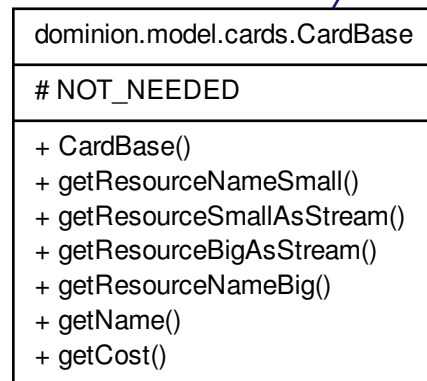 dominion.model.cards.CardBase
# NOT_NEEDED
+ CardBase()
+ getResourceNameSmall()
+ getResourceSmallAsStream()
+ getResourceBigAsStream()
+ getResourceNameBig()
+ getName()
+ getCost()